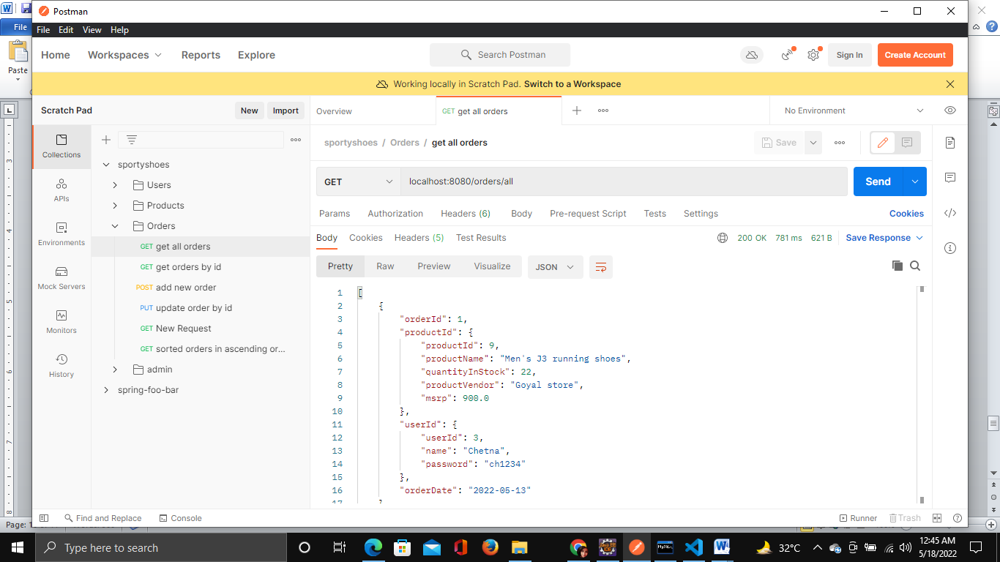 Postman
File
File Edit View Help
Paste
Home Workspaces Reports Explore Search Postman Sign In Create Account
Working locally in Scratch Pad. Switch to a Workspace
Scratch Pad New Import Overview GET get all orders No Environment
Collections
APIs
Environments
Mock Servers
Monitors
History
sportyshoes
Users
Products
Orders
GET get all orders
GET get orders by id
POST add new order
PUT update order by id
GET New Request
GET sorted orders in ascending or...
admin
spring-foo-bar
sportyshoes / Orders / get all orders Save
GET localhost:8080/orders/all Send
Params Authorization Headers (6) Body Pre-request Script Tests Settings Cookies
Body Cookies Headers (5) Test Results 200 OK 781 ms 621 B Save Response
Pretty Raw Preview Visualize JSON
1 [
2 {
3 "orderId": 1,
4 "productId": {
5 "productId": 9,
6 "productName": "Men's J3 running shoes",
7 "quantityInStock": 22,
8 "productVendor": "Goyal store",
9 "msrp": 900.0
10 },
11 "userId": {
12 "userId": 3,
13 "name": "Chetna",
14 "password": "ch1234"
15 },
16 "orderDate": "2022-05-13"
17
Find and Replace Console Runner Trash
Page:
Type here to search 32°C 12:45 AM
5/18/2022